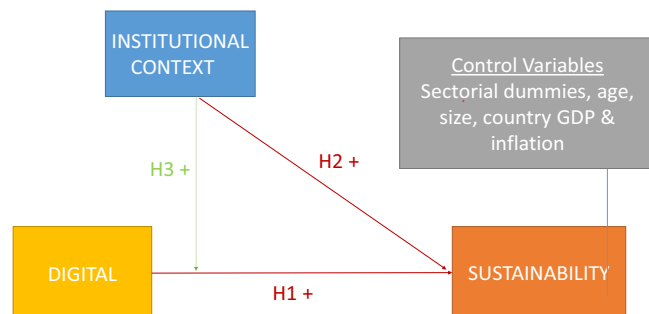 INSTITUTIONAL
CONTEXT
Control Variables
Sectorial dummies, age,
size, country GDP &
inflation
H3 +
H2 +
DIGITAL
H1 +
SUSTAINABILITY